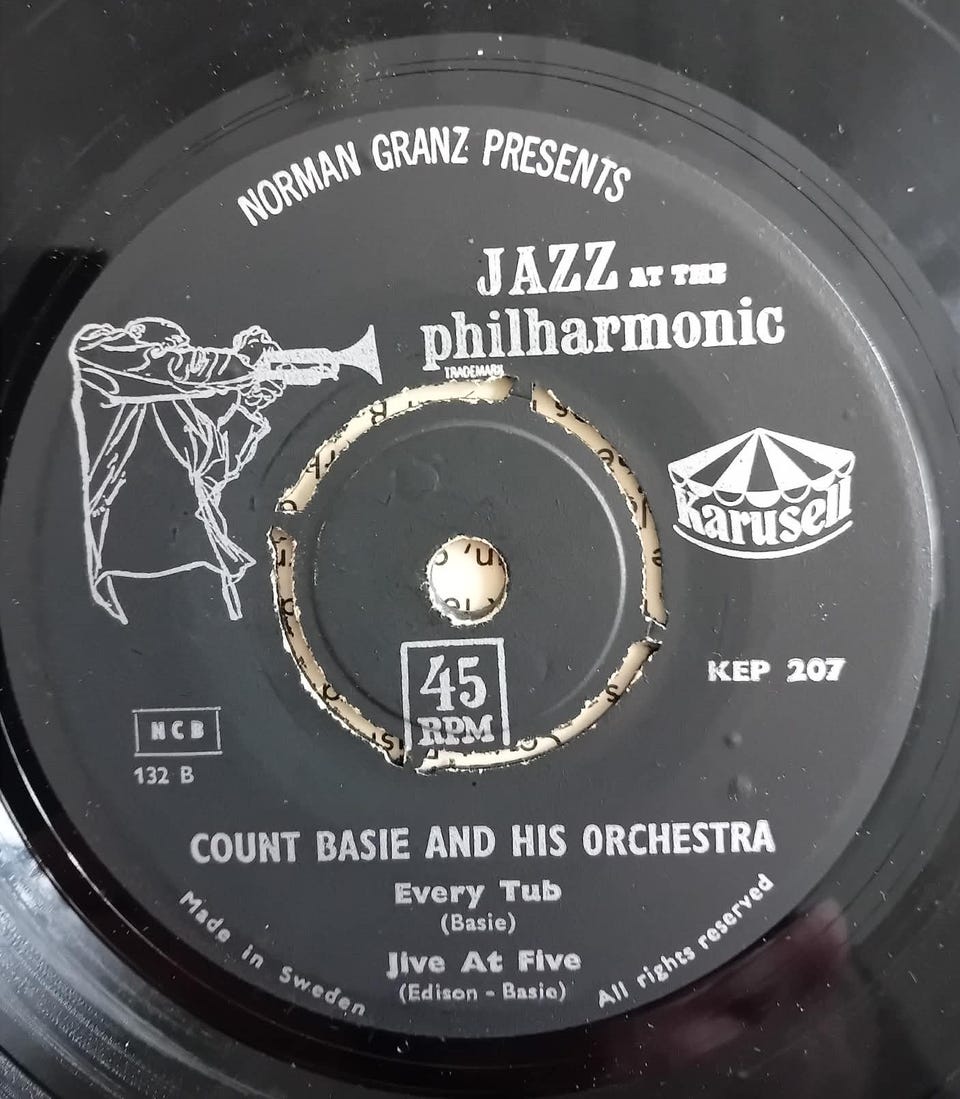 NORMAN GRANZ PRESENTS
JAZZ AT THE
philharmonic
TRADEMARK
Karusell
45
RPM
KEP 207
NCB
132 B
COUNT BASIE AND HIS ORCHESTRA
Every Tub
(Basie)
Jive At Five
(Edison - Basie)
Made in Sweden
All rights reserved